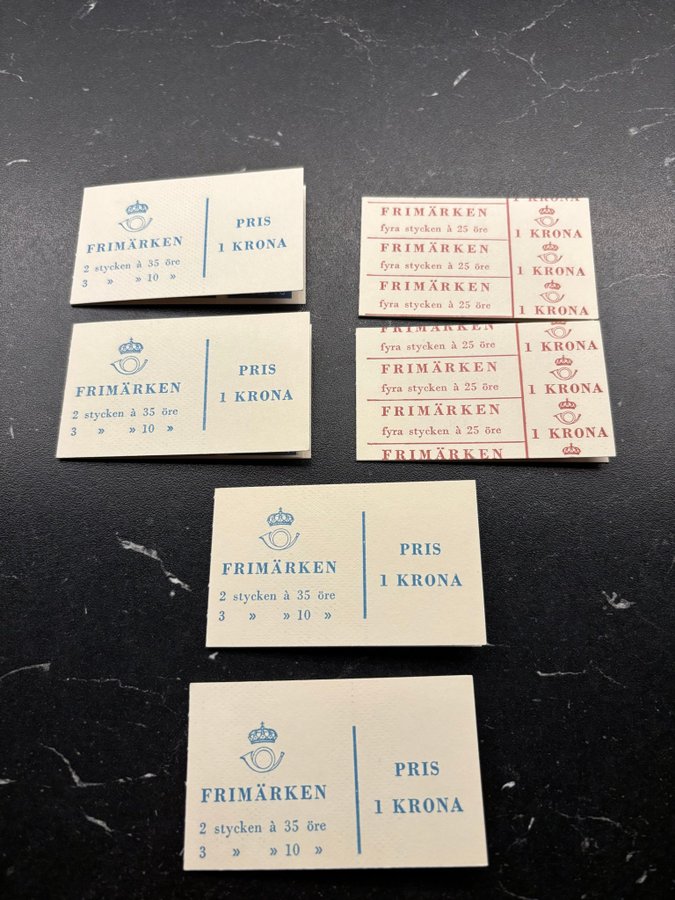 FRIMÄRKEN
2 stycken à 35 öre
3 » » 10 »
PRIS
1 KRONA
FRIMÄRKEN
2 stycken à 35 öre
3 » » 10 »
PRIS
1 KRONA
1 KRONA
FRIMÄRKEN
fyra stycken à 25 öre
1 KRONA
FRIMÄRKEN
fyra stycken à 25 öre
1 KRONA
FRIMÄRKEN
fyra stycken à 25 öre
1 KRONA
FRIMÄRKEN
fyra stycken à 25 öre
1 KRONA
FRIMÄRKEN
fyra stycken à 25 öre
1 KRONA
FRIMÄRKEN
fyra stycken à 25 öre
1 KRONA
FRIMÄRKEN
FRIMÄRKEN
2 stycken à 35 öre
3 » » 10 »
PRIS
1 KRONA
FRIMÄRKEN
2 stycken à 35 öre
3 » » 10 »
PRIS
1 KRONA